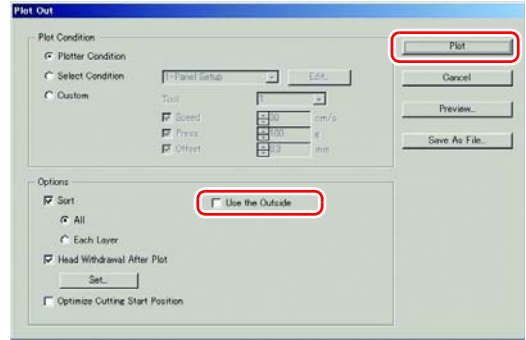 Plot Out
Plot Condition
Plotter Condition
Select Condition
1-Panel Setup
Edit..
Custom
Tool
1
Speed
30
cm/s
Press
100
g
Offset
0.3
mm
Plot
Cancel
Preview..
Save As File..
Options
Sort
Use the Outside
All
Each Layer
Head Withdrawal After Plot
Set..
Optimize Cutting Start Position